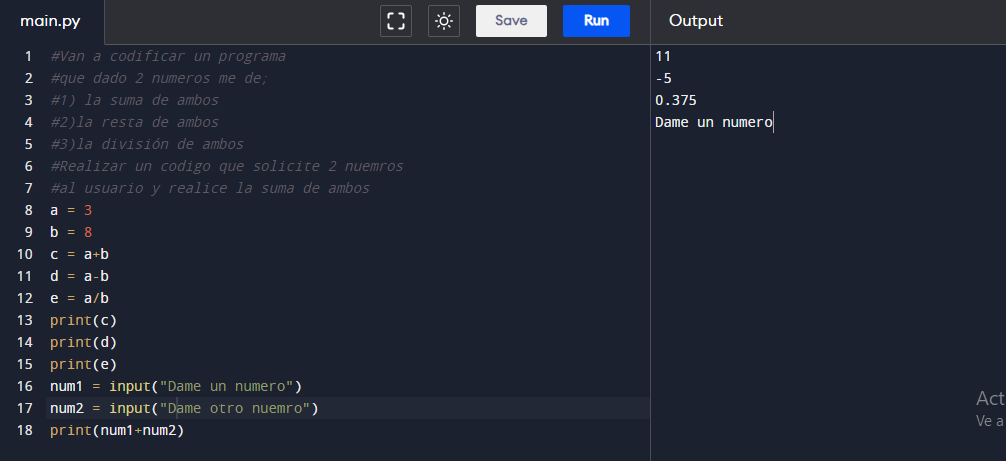 main.py Save Run Output
1 #Van a codificar un programa
2 #que dado 2 numeros me de;
3 #1) la suma de ambos
4 #2)la resta de ambos
5 #3)la división de ambos
6 #Realizar un codigo que solicite 2 nuemros
7 #al usuario y realice la suma de ambos
8 a = 3
9 b = 8
10 c = a+b
11 d = a-b
12 e = a/b
13 print(c)
14 print(d)
15 print(e)
16 num1 = input("Dame un numero")
17 num2 = input("Dame otro nuemro")
18 print(num1+num2)
11
-5
0.375
Dame un numero
Act
Ve a